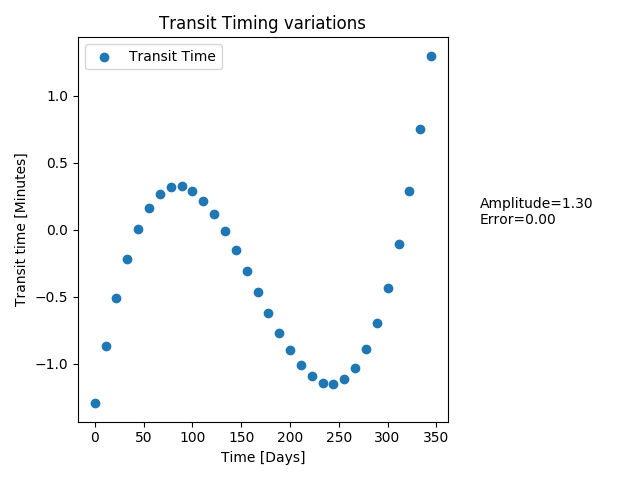 Transit Timing variations
Transit Time
Transit time [Minutes]
1.0
0.5
0.0
−0.5
−1.0
0 50 100 150 200 250 300 350
Time [Days]
Amplitude=1.30
Error=0.00